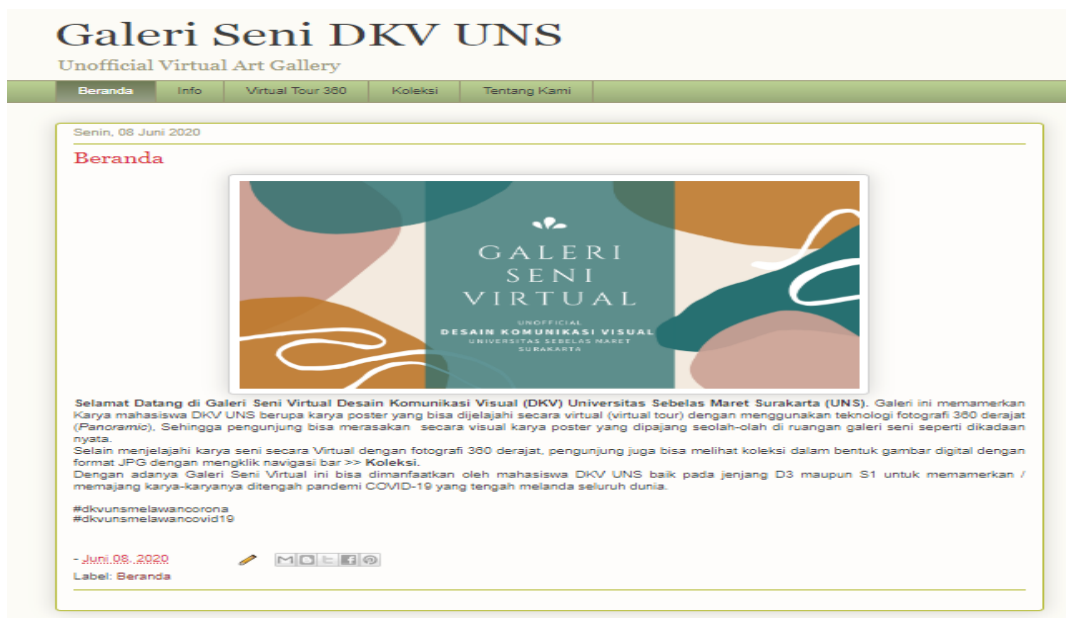 Galeri Seni DKV UNS
Unofficial Virtual Art Gallery
Beranda Info Virtual Tour 360 Koleksi Tentang Kami
Senin, 08 Juni 2020
Beranda
GALERI
SENI
VIRTUAL
UNOFFICIAL
DESAIN KOMUNIKASI VISUAL
UNIVERSITAS SEBELAS MARET
SURAKARTA
Selamat Datang di Galeri Seni Virtual Desain Komunikasi Visual (DKV) Universitas Sebelas Maret Surakarta (UNS). Galeri ini memamerkan
Karya mahasiswa DKV UNS berupa karya poster yang bisa dijelajahi secara virtual (virtual tour) dengan menggunakan teknologi fotografi 360 derajat
(Panoramic). Sehingga pengunjung bisa merasakan secara visual karya poster yang dipajang seolah-olah di ruangan galeri seni seperti dikadaan
nyata.
Selain menjelajahi karya seni secara Virtual dengan fotografi 360 derajat, pengunjung juga bisa melihat koleksi dalam bentuk gambar digital dengan
format JPG dengan mengklik navigasi bar >> Koleksi.
Dengan adanya Galeri Seni Virtual ini bisa dimanfaatkan oleh mahasiswa DKV UNS baik pada jenjang D3 maupun S1 untuk memamerkan /
memajang karya-karyanya ditengah pandemi COVID-19 yang tengah melanda seluruh dunia.
#dkvunsmelawancorona
#dkvunsmelawancovid19
- Juni 08, 2020
Label: Beranda